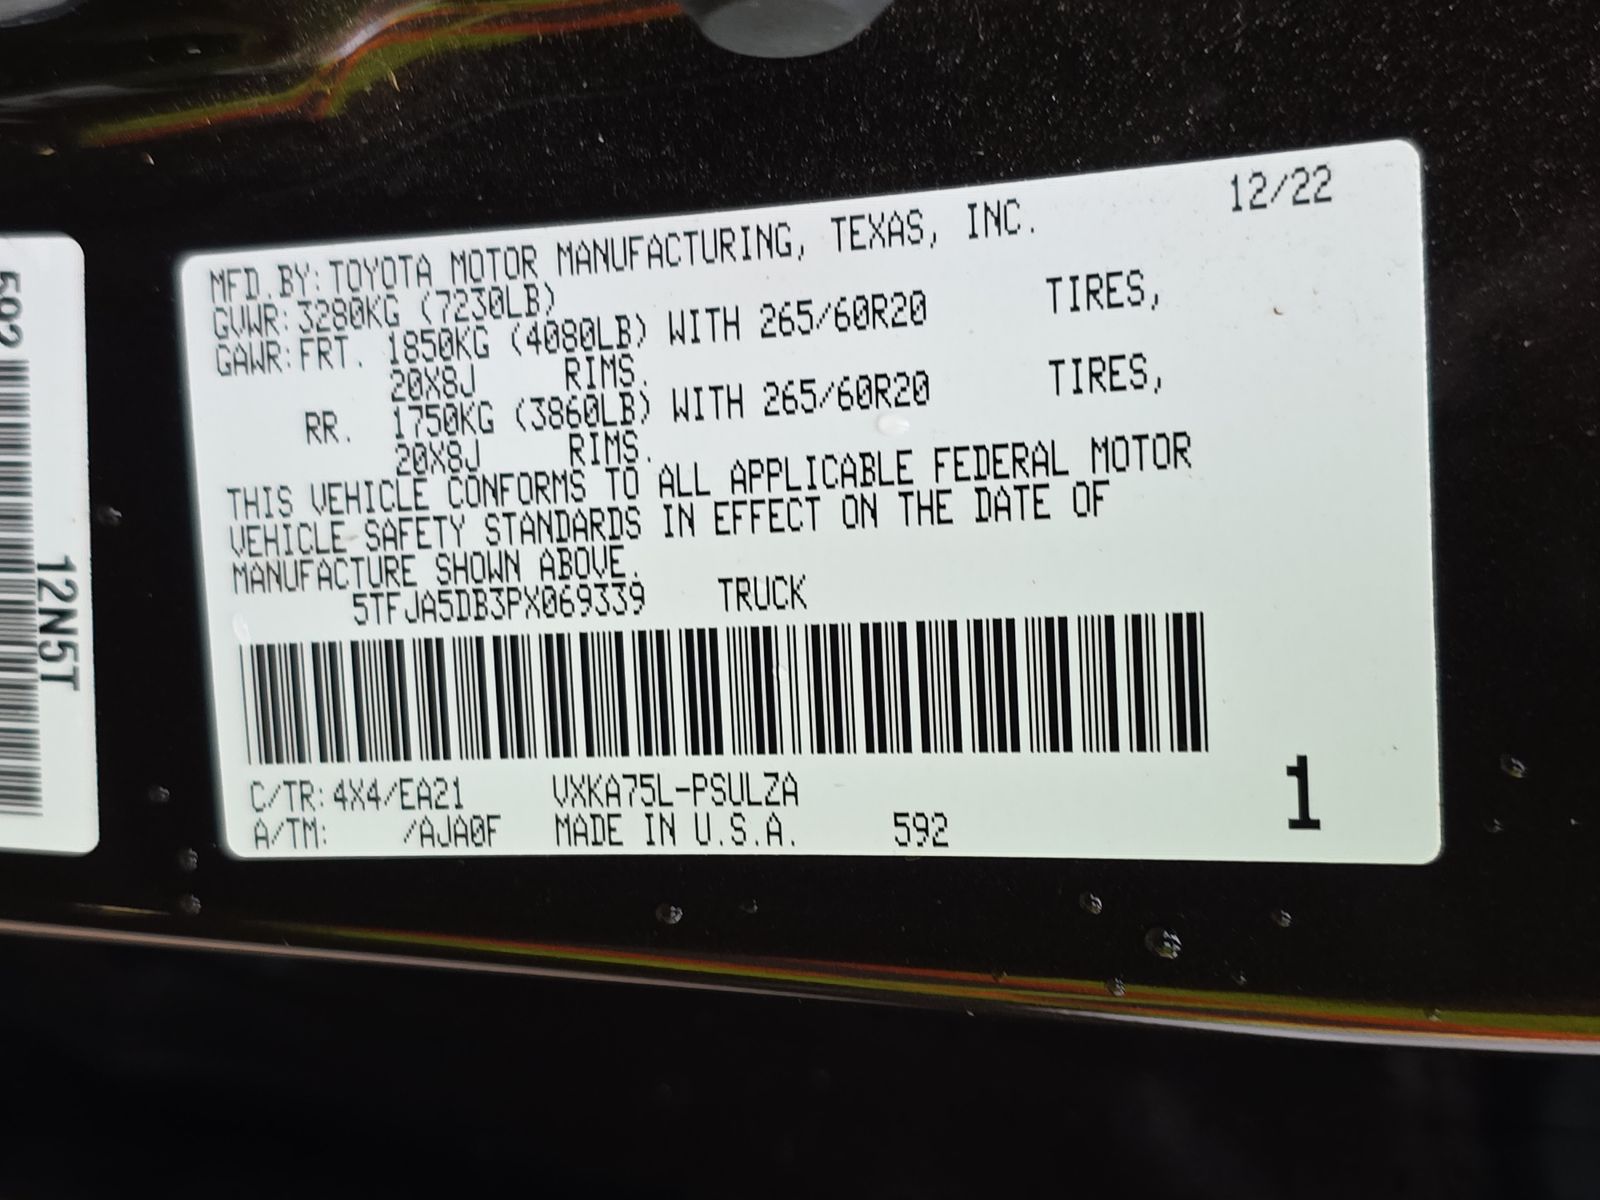 MFD.BY: TOYOTA MOTOR MANUFACTURING, TEXAS, INC. 12/22
GVWR: 3280KG (7230LB)
GAWR: FRT. 1850KG (4080LB) WITH 265/60R20 TIRES,
20X8J RIMS.
RR. 1750KG (3860LB) WITH 265/60R20 TIRES,
20X8J RIMS.
THIS VEHICLE CONFORMS TO ALL APPLICABLE FEDERAL MOTOR
VEHICLE SAFETY STANDARDS IN EFFECT ON THE DATE OF
MANUFACTURE SHOWN ABOVE.
5TFJA5DB3PX069339 TRUCK
C/TR: 4X4/EA21 VXKA75L-PSULZA
A/TM: /AJA0F MADE IN U.S.A. 592
1
592
12N5T